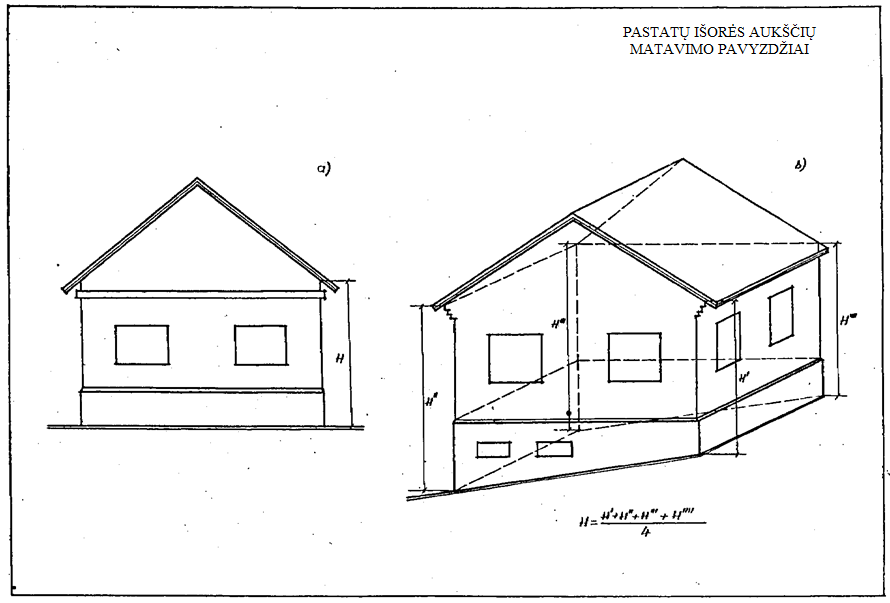 PASTATŲ IŠORĖS AUKŠČIŲ
MATAVIMO PAVYZDŽIAI
a)
b)
H
H"
H'
H = H'+H"+H'''+H''''
4